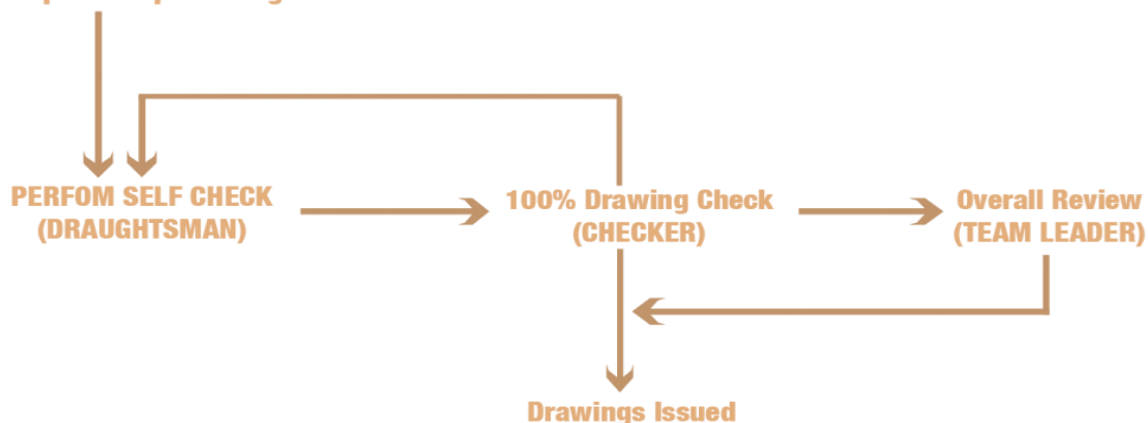 PERFOM SELF CHECK
(DRAUGHTSMAN)
100% Drawing Check
(CHECKER)
Overall Review
(TEAM LEADER)
Drawings Issued